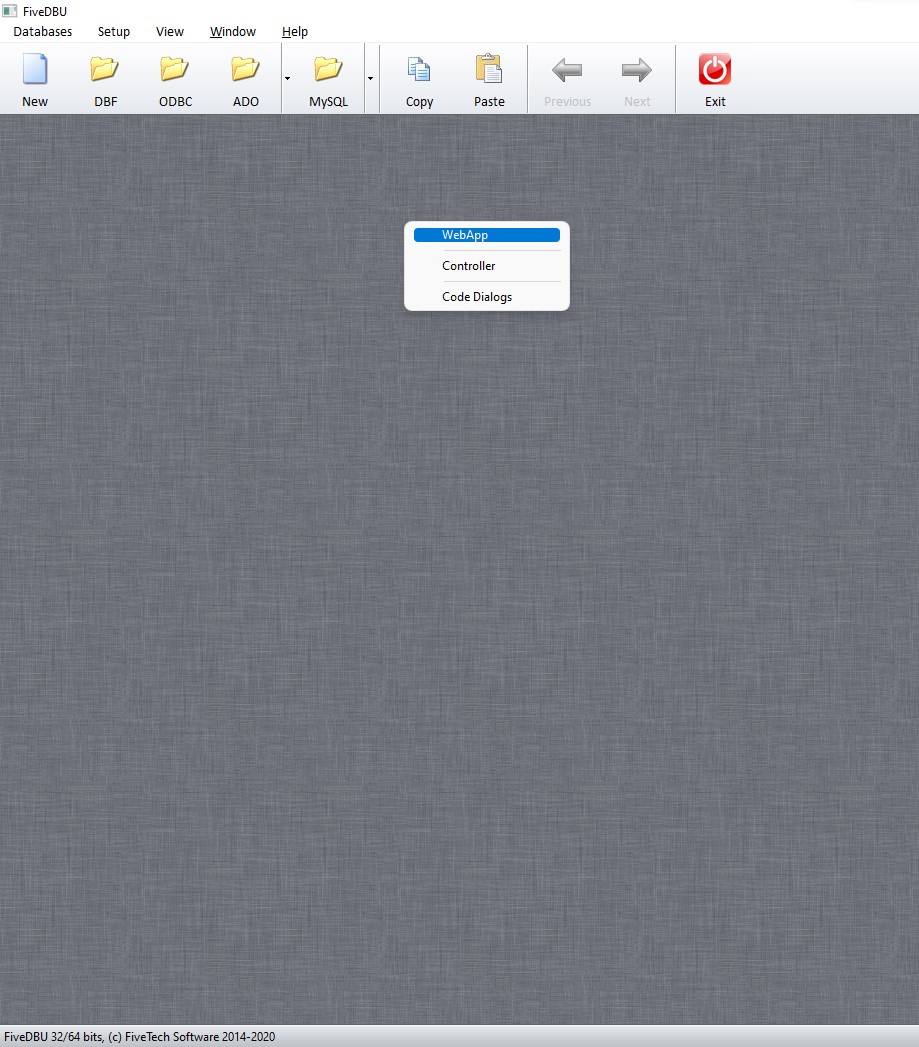 FiveDBU
Databases Setup View Window Help
New DBF ODBC ADO MySQL Copy Paste Previous Next Exit
WebApp
Controller
Code Dialogs
FiveDBU 32/64 bits, (c) FiveTech Software 2014-2020